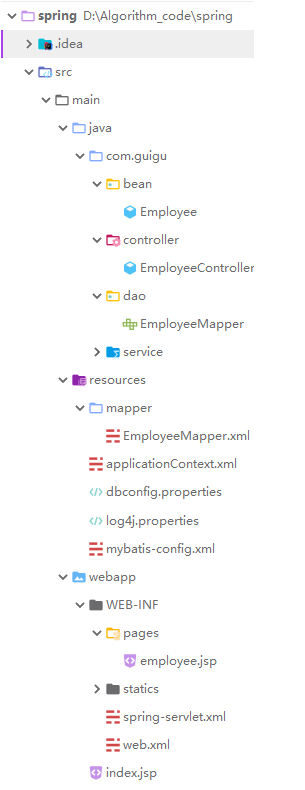 spring D:\Algorithm_code\spring
.idea
src
main
java
com.guigu
bean
Employee
controller
EmployeeController
dao
EmployeeMapper
service
resources
mapper
EmployeeMapper.xml
applicationContext.xml
dbconfig.properties
log4j.properties
mybatis-config.xml
webapp
WEB-INF
pages
employee.jsp
statics
spring-servlet.xml
web.xml
index.jsp